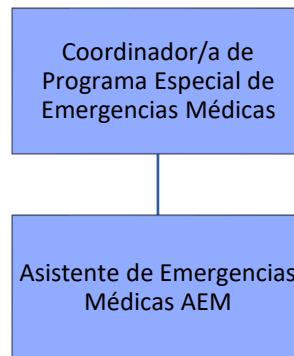 Coordinador/a de
Programa Especial de
Emergencias Médicas
Asistente de Emergencias
Médicas AEM